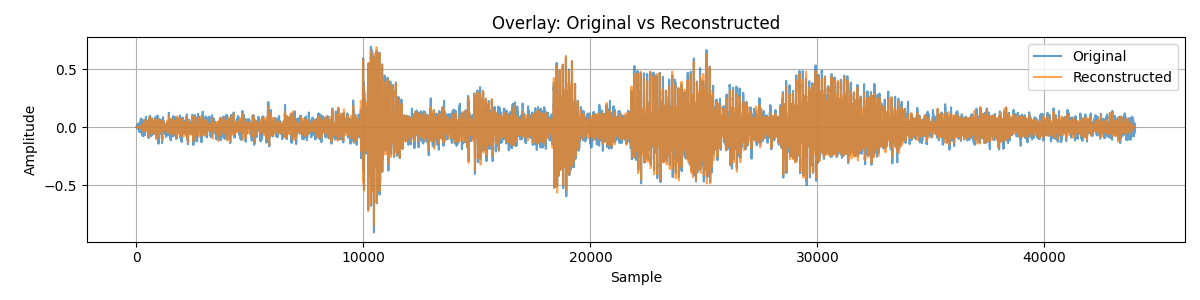 Overlay: Original vs Reconstructed
Original
Reconstructed
0.5
0.0
−0.5
Amplitude
0
10000
20000
30000
40000
Sample